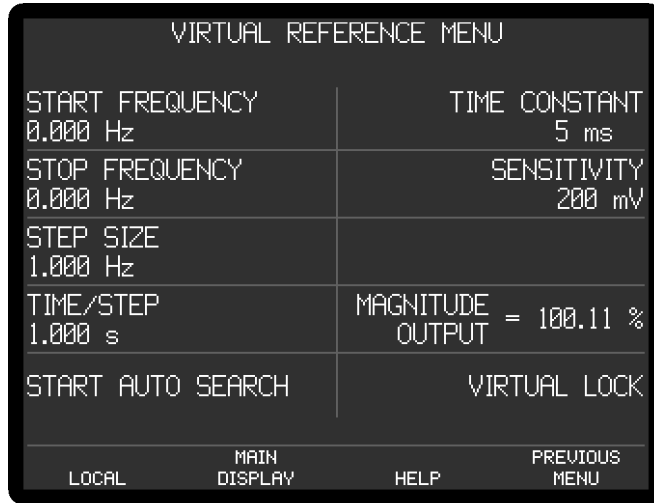 VIRTUAL REFERENCE MENU
START FREQUENCY
0.000 Hz
TIME CONSTANT
5 ms
STOP FREQUENCY
0.000 Hz
SENSITIVITY
200 mV
STEP SIZE
1.000 Hz
TIME/STEP
1.000 s
MAGNITUDE
OUTPUT
= 100.11 %
START AUTO SEARCH
VIRTUAL LOCK
LOCAL
MAIN
DISPLAY
HELP
PREVIOUS
MENU